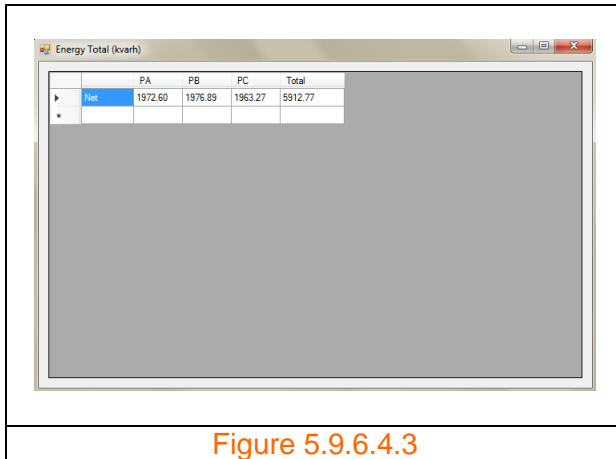 Energy Total (kvarh)
PA PB PC Total
Net 1972.60 1976.89 1963.27 5912.77
Figure 5.9.6.4.3